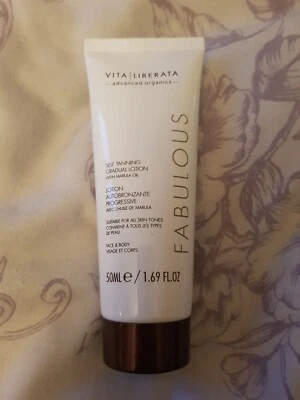 VITA LIBERATA
advanced organics
FABULOUS
SELF TANNING
GRADUAL LOTION
WITH MARULA OIL
LOTION
AUTOBRONZANTE
PROGRESSIVE
AVEC L'HUILE DE MARULA
SUITABLE FOR ALL SKIN TONES
CONVIENT À TOUS LES TYPES
DE PEAU
FACE & BODY
VISAGE ET CORPS
50ML e / 1.69 FL.OZ